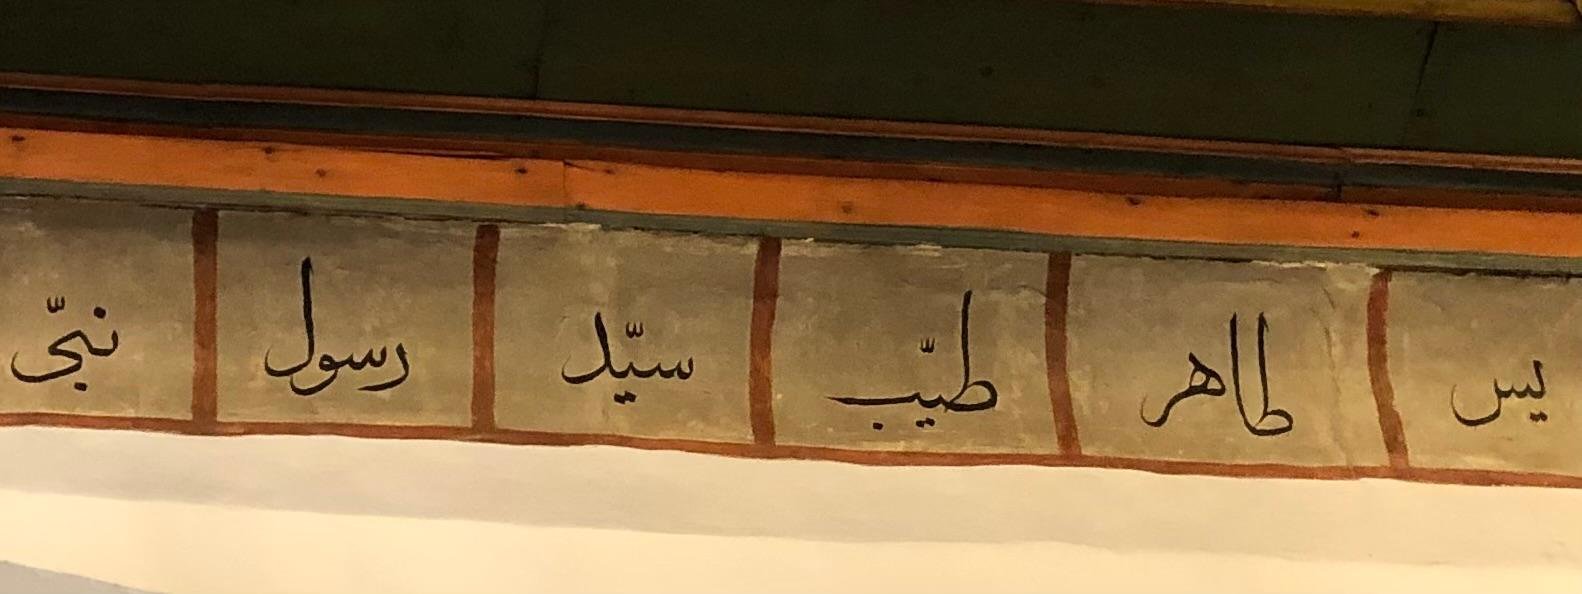 يس طاهر طيّب سيّد رسول نبيّ